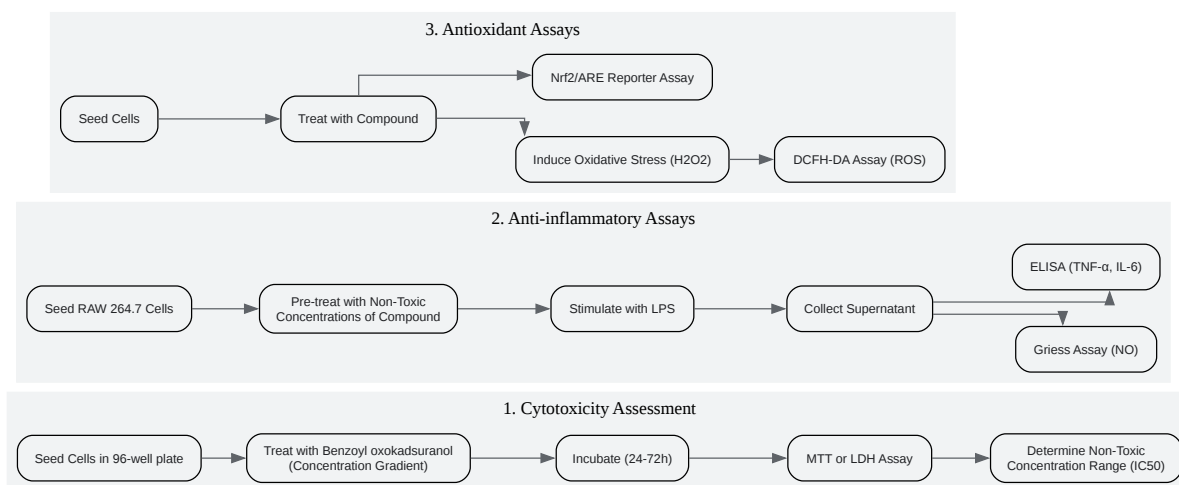 3. Antioxidant Assays
Nrf2/ARE Reporter Assay
Seed Cells
Treat with Compound
Induce Oxidative Stress (H2O2)
DCFH-DA Assay (ROS)
2. Anti-inflammatory Assays
ELISA (TNF-α, IL-6)
Seed RAW 264.7 Cells
Pre-treat with Non-Toxic
Concentrations of Compound
Stimulate with LPS
Collect Supernatant
Griess Assay (NO)
1. Cytotoxicity Assessment
Seed Cells in 96-well plate
Treat with Benzoyl oxokadsuranol
(Concentration Gradient)
Incubate (24-72h)
MTT or LDH Assay
Determine Non-Toxic
Concentration Range (IC50)